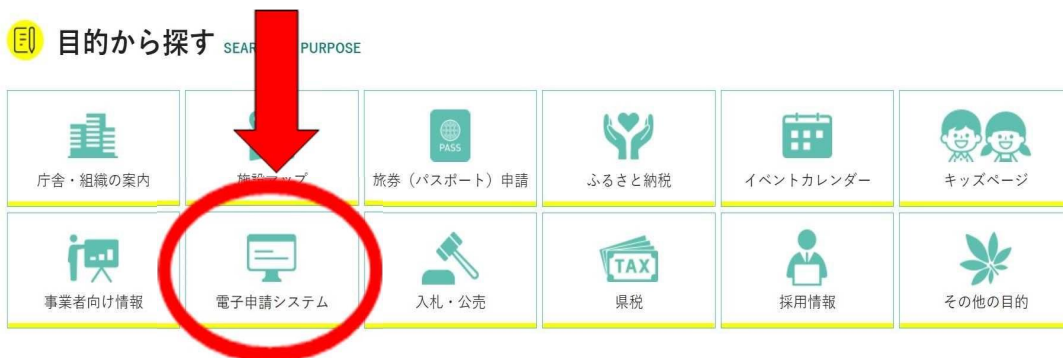 目的から探す SEAR PURPOSE
庁舎・組織の案内
施設マップ
PASS
旅券（パスポート）申請
ふるさと納税
イベントカレンダー
キッズページ
事業者向け情報
電子申請システム
入札・公売
TAX
県税
採用情報
その他の目的